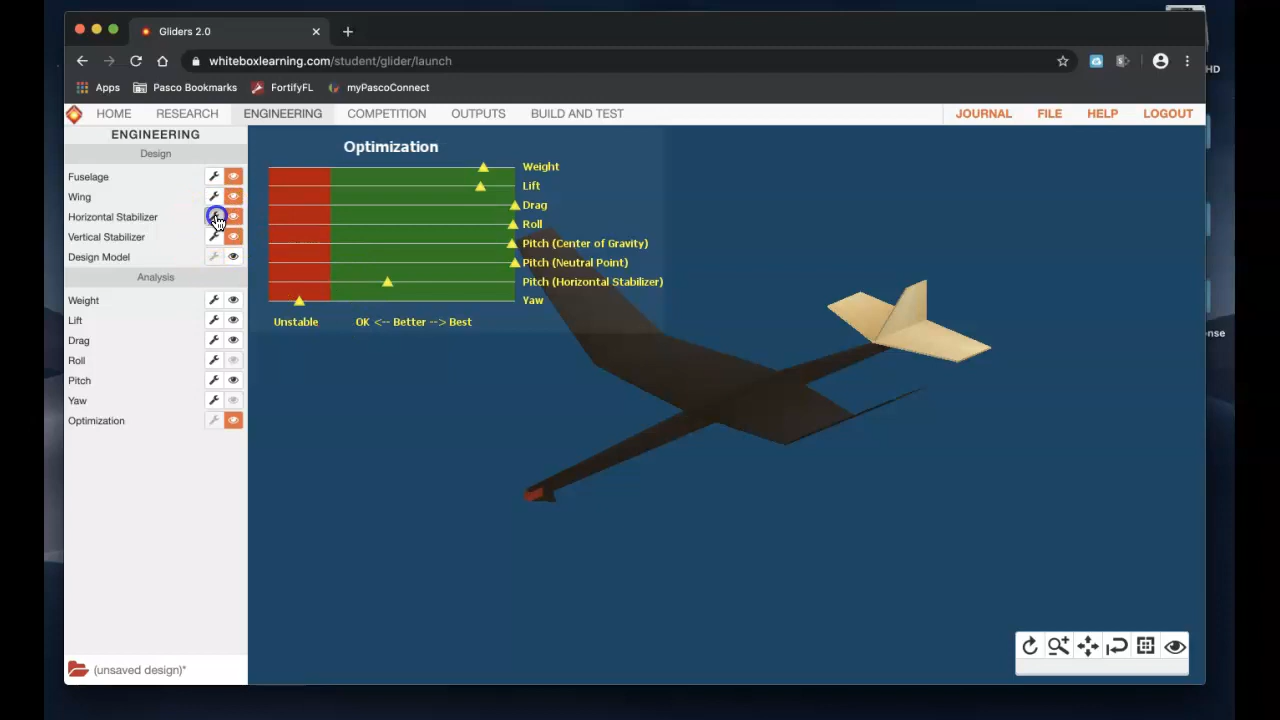 Gliders 2.0
whiteboxlearning.com/student/glider/launch
HD
Apps Pasco Bookmarks FortifyFL myPascoConnect
HOME RESEARCH ENGINEERING COMPETITION OUTPUTS BUILD AND TEST JOURNAL FILE HELP LOGOUT
ENGINEERING
Design
Fuselage
Wing
Horizontal Stabilizer
Vertical Stabilizer
Design Model
Analysis
Weight
Lift
Drag
Roll
Pitch
Yaw
Optimization
(unsaved design)*
Optimization
Weight
Lift
Drag
Roll
Pitch (Center of Gravity)
Pitch (Neutral Point)
Pitch (Horizontal Stabilizer)
Yaw
Unstable OK <-- Better --> Best
onse